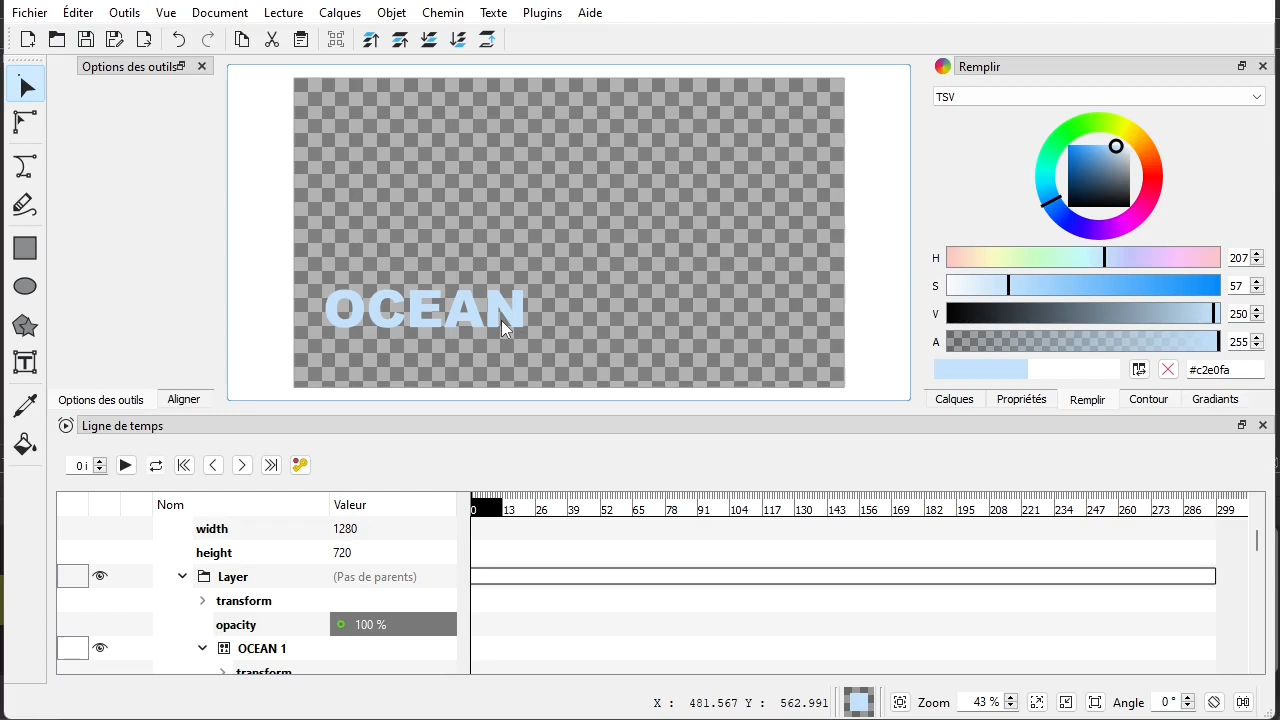 Fichier Éditer Outils Vue Document Lecture Calques Objet Chemin Texte Plugins Aide
Options des outils
Remplir
TSV
H 207
S 57
V 250
A 255
#c2e0fa
OCEAN
Options des outils Aligner
Calques Propriétés Remplir Contour Gradients
Ligne de temps
0 i
Nom Valeur
0 13 26 39 52 65 78 91 104 117 130 143 156 169 182 195 208 221 234 247 260 273 286 299
width 1280
height 720
Layer (Pas de parents)
transform
opacity 100 %
OCEAN 1
transform
X : 481.567 Y : 562.991 Zoom 43 % Angle 0 °